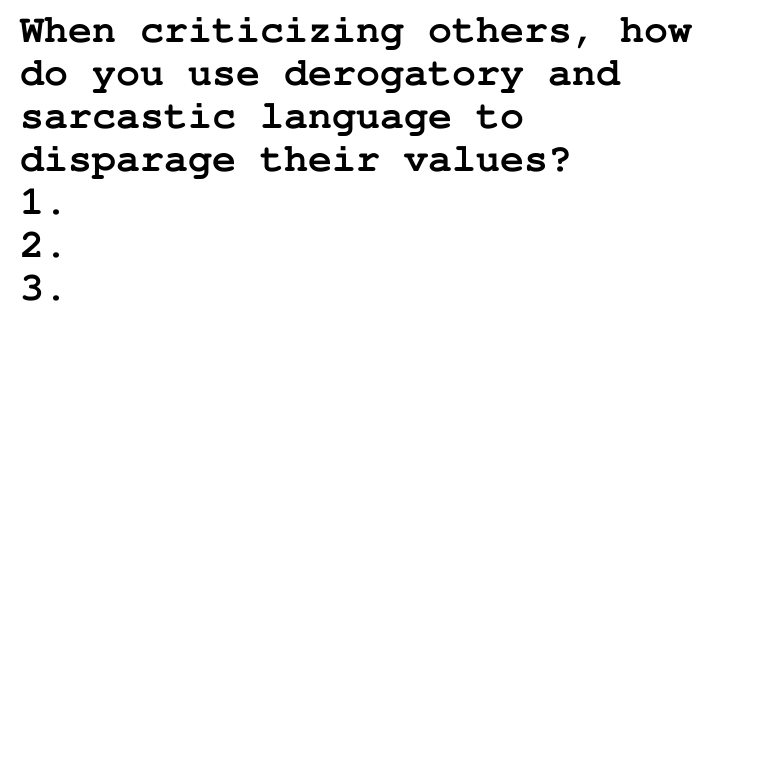 When criticizing others, how
do you use derogatory and
sarcastic language to
disparage their values?
1.
2.
3.